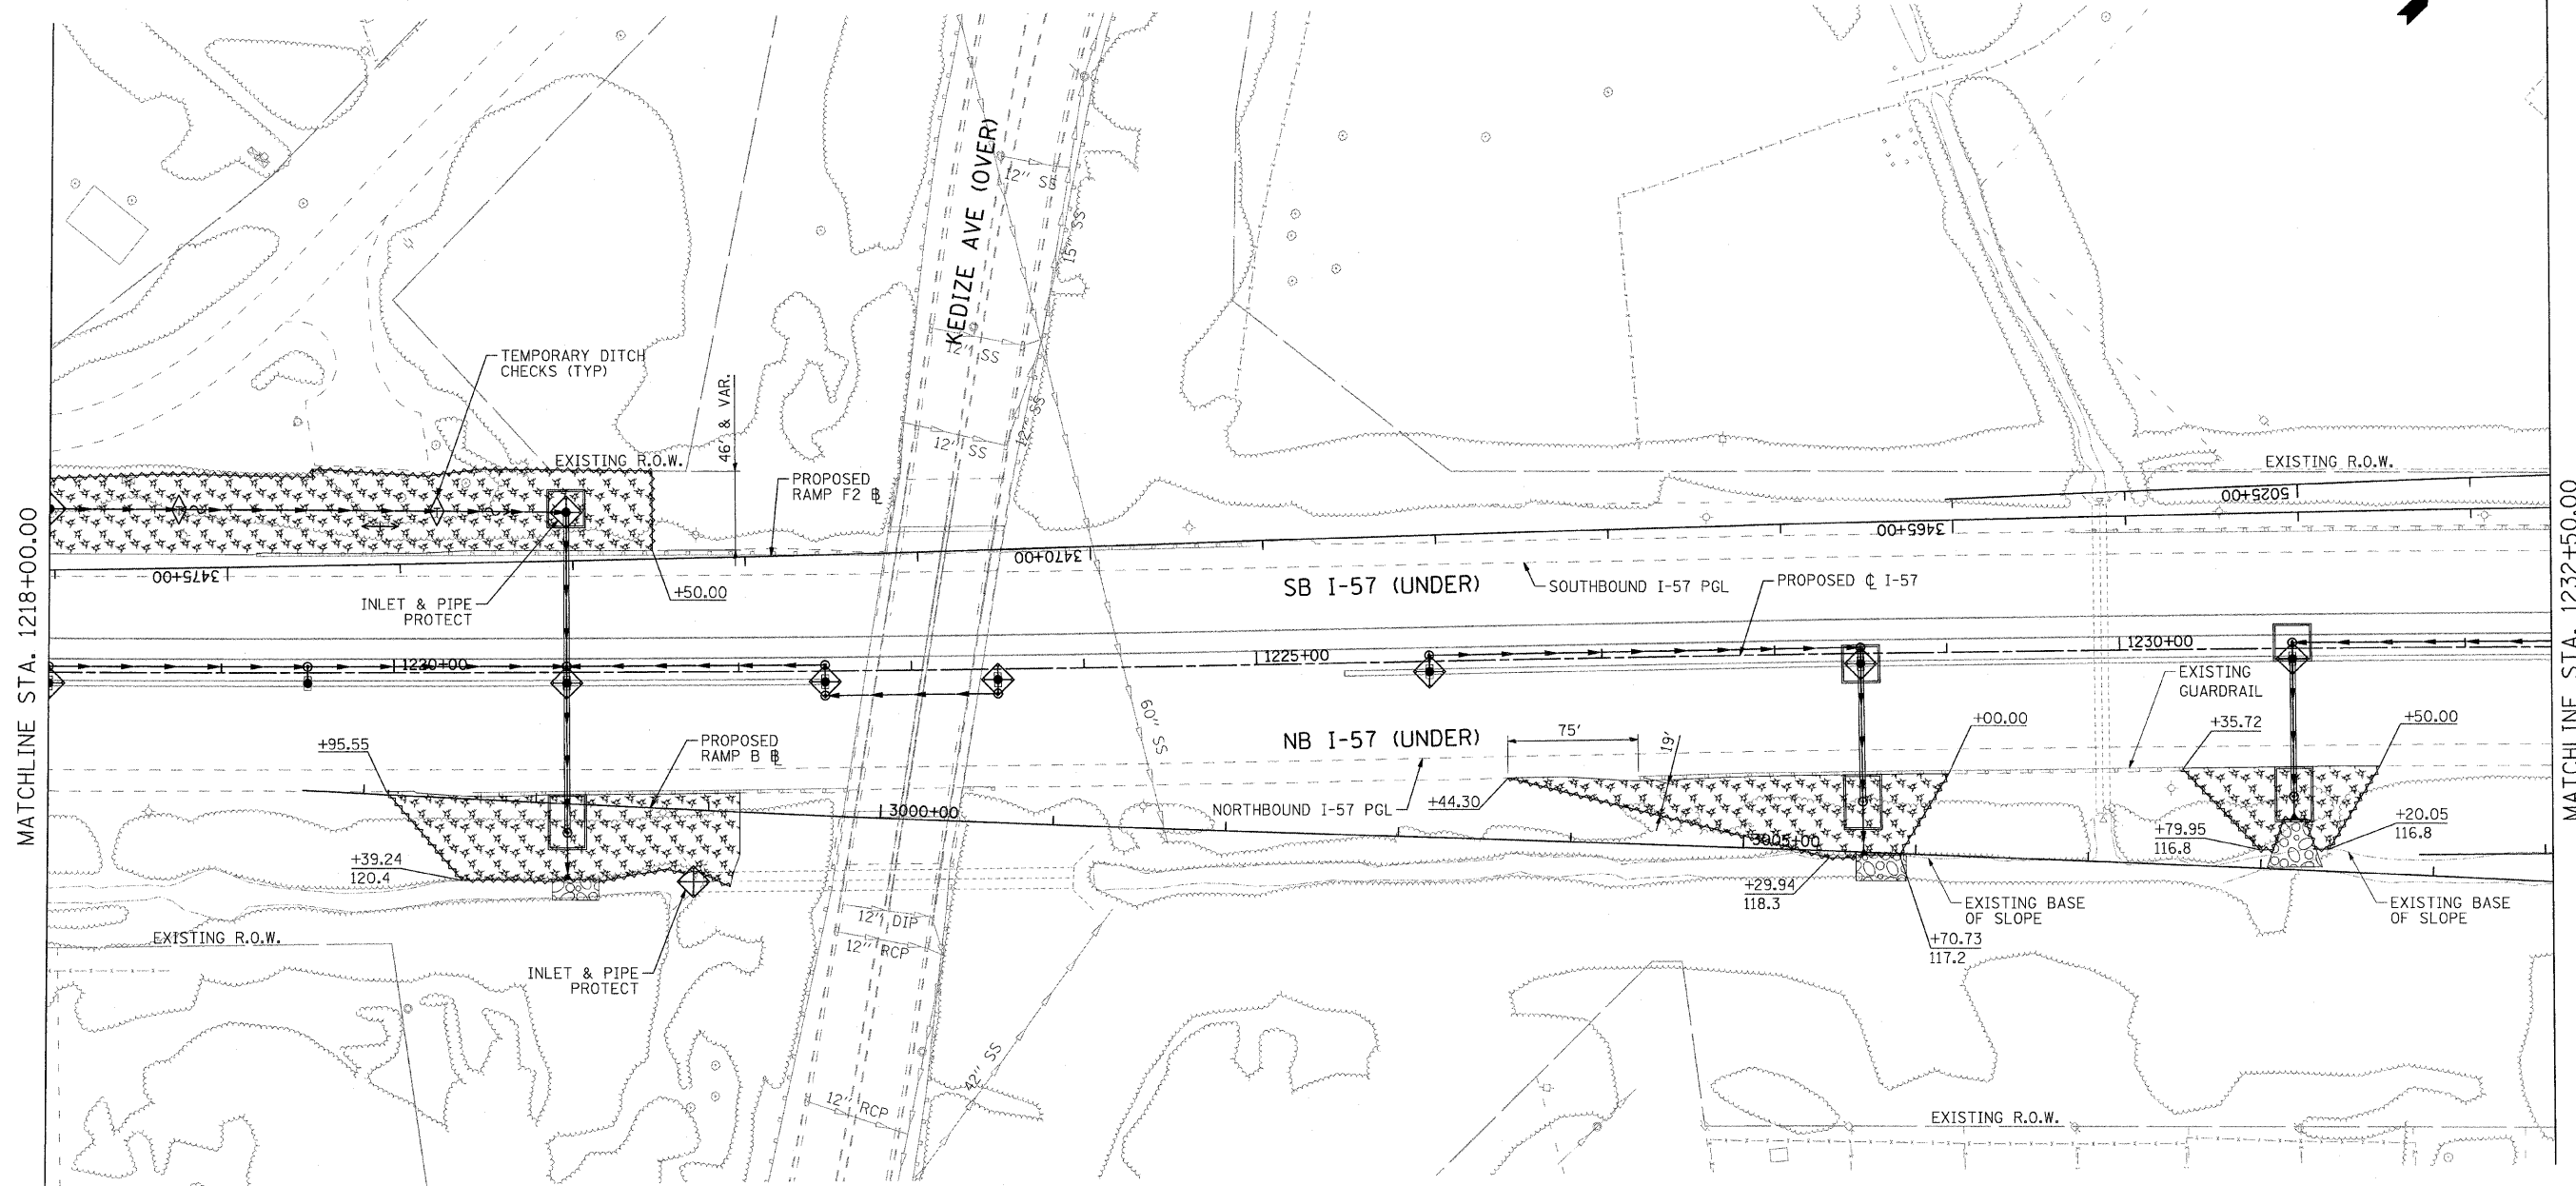 KEDIZE AVE (OVER)
12" SS
15" SS
12" SS
12" SS
12" SS
60" SS
TEMPORARY DITCH
CHECKS (TYP)
46' & VAR.
EXISTING R.O.W.
PROPOSED
RAMP F2 ℄
EXISTING R.O.W.
5025+00
3465+00
3470+00
3475+00
MATCHLINE STA. 1218+00.00
MATCHLINE STA. 1232+50.00
INLET & PIPE
PROTECT
+50.00
SB I-57 (UNDER)
SOUTHBOUND I-57 PGL
PROPOSED ℄ I-57
1220+00
1225+00
1230+00
EXISTING
GUARDRAIL
+95.55
PROPOSED
RAMP B ℄
NB I-57 (UNDER)
75'
19'
+00.00
+35.72
+50.00
NORTHBOUND I-57 PGL
+44.30
3000+00
3005+00
+39.24
120.4
+79.95
116.8
+20.05
116.8
+29.94
118.3
EXISTING BASE
OF SLOPE
EXISTING BASE
OF SLOPE
+70.73
117.2
12" DIP
12" RCP
EXISTING R.O.W.
INLET & PIPE
PROTECT
42" SS
12" RCP
EXISTING R.O.W.